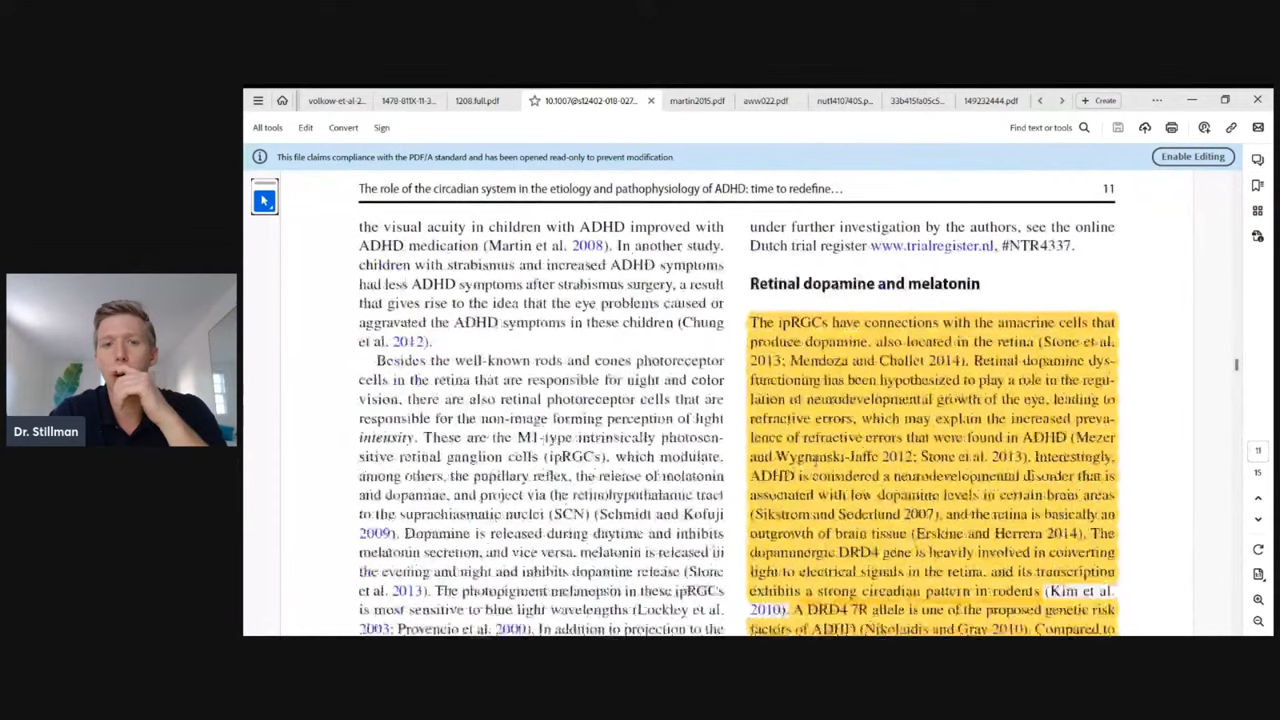 volkow-et-al-2...
1478-811X-11-3...
1208.full.pdf
10.1007@s12402-018-027...
martin2015.pdf
aww022.pdf
nut1410740S.p...
33b415fa05c5...
149232444.pdf
Create
All tools
Edit
Convert
Sign
Find text or tools
This file claims compliance with the PDF/A standard and has been opened read-only to prevent modification
Enable Editing
The role of the circadian system in the etiology and pathophysiology of ADHD: time to redefine…
11
the visual acuity in children with ADHD improved with
ADHD medication (Martin et al. 2008). In another study,
children with strabismus and increased ADHD symptoms
had less ADHD symptoms after strabismus surgery, a result
that gives rise to the idea that the eye problems caused or
aggravated the ADHD symptoms in these children (Chung
et al. 2012).
Besides the well-known rods and cones photoreceptor
cells in the retina that are responsible for night and color
vision, there are also retinal photoreceptor cells that are
responsible for the non-image forming perception of light
intensity. These are the M1-type intrinsically photosen-
sitive retinal ganglion cells (ipRGCs), which modulate,
among others, the pupillary reflex, the release of melatonin
and dopamine, and project via the retinohypothalamic tract
to the suprachiasmatic nuclei (SCN) (Schmidt and Kofuji
2009). Dopamine is released during daytime and inhibits
melatonin secretion, and vice versa, melatonin is released in
the evening and night and inhibits dopamine release (Stone
et al. 2013). The photopigment melanopsin in these ipRGC's
is most sensitive to blue light wavelengths (Lockley et al.
2003; Provencio et al. 2000). In addition to projection to the
under further investigation by the authors, see the online
Dutch trial register www.trialregister.nl, #NTR4337.
Retinal dopamine and melatonin
The ipRGCs have connections with the amacrine cells that
produce dopamine, also located in the retina (Stone et al.
2013; Mendoza and Challet 2014). Retinal dopamine dys-
functioning has been hypothesized to play a role in the regu-
lation of neurodevelopmental growth of the eye, leading to
refractive errors, which may explain the increased preva-
lence of refractive errors that were found in ADHD (Mezer
and Wygnanski-Jaffe 2012; Stone et al. 2013). Interestingly,
ADHD is considered a neurodevelopmental disorder that is
associated with low dopamine levels in certain brain areas
(Sikstrom and Soderlund 2007), and the retina is basically an
outgrowth of brain tissue (Erskine and Herrera 2014). The
dopaminergic DRD4 gene is heavily involved in converting
light to electrical signals in the retina, and its transcription
exhibits a strong circadian pattern in rodents (Kim et al.
2010). A DRD4 7R allele is one of the proposed genetic risk
factors of ADHD (Nikolaidis and Gray 2010). Compared to
11
15
Dr. Stillman